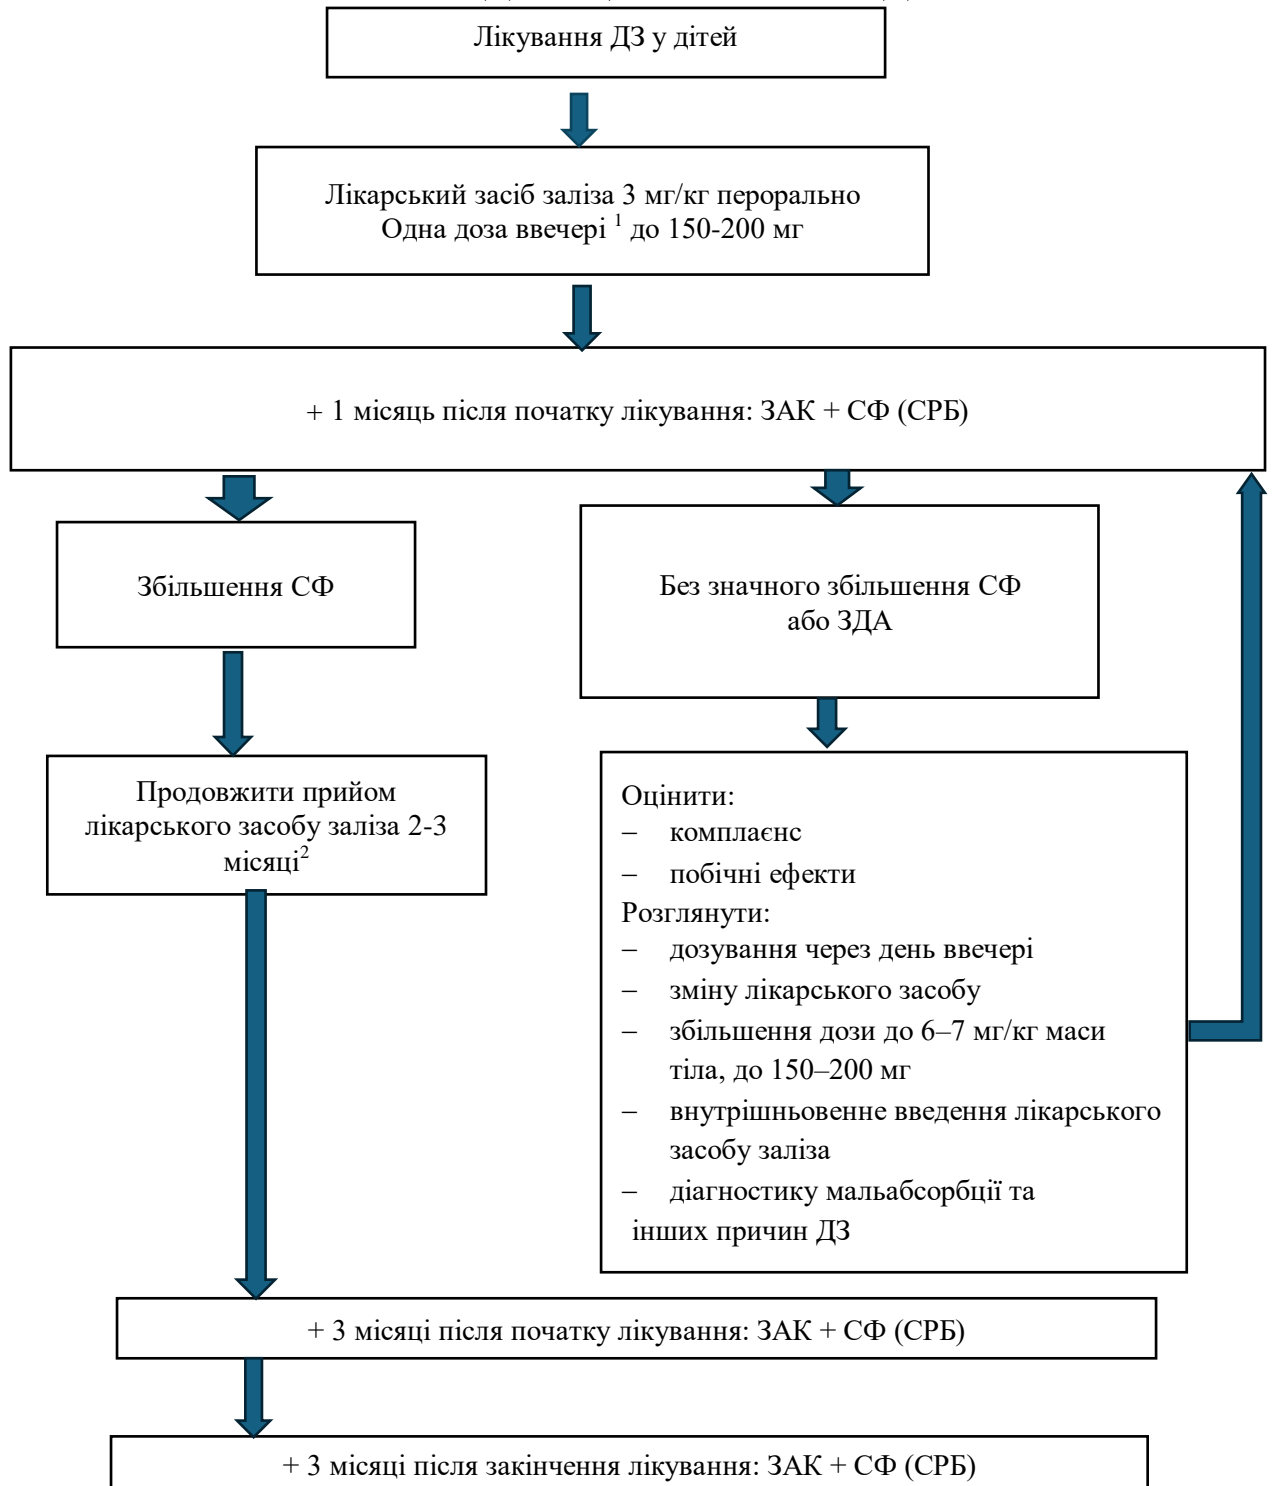 Лікування ДЗ у дітей
Лікарський засіб заліза 3 мг/кг перорально
Одна доза ввечері ¹ до 150-200 мг
+ 1 місяць після початку лікування: ЗАК + СФ (СРБ)
Збільшення СФ
Без значного збільшення СФ
або ЗДА
Продовжити прийом
лікарського засобу заліза 2-3
місяці²
Оцінити:
– комплаєнс
– побічні ефекти
Розглянути:
– дозування через день ввечері
– зміну лікарського засобу
– збільшення дози до 6–7 мг/кг маси
тіла, до 150–200 мг
– внутрішньовенне введення лікарського
засобу заліза
– діагностику мальабсорбції та
інших причин ДЗ
+ 3 місяці після початку лікування: ЗАК + СФ (СРБ)
+ 3 місяці після закінчення лікування: ЗАК + СФ (СРБ)